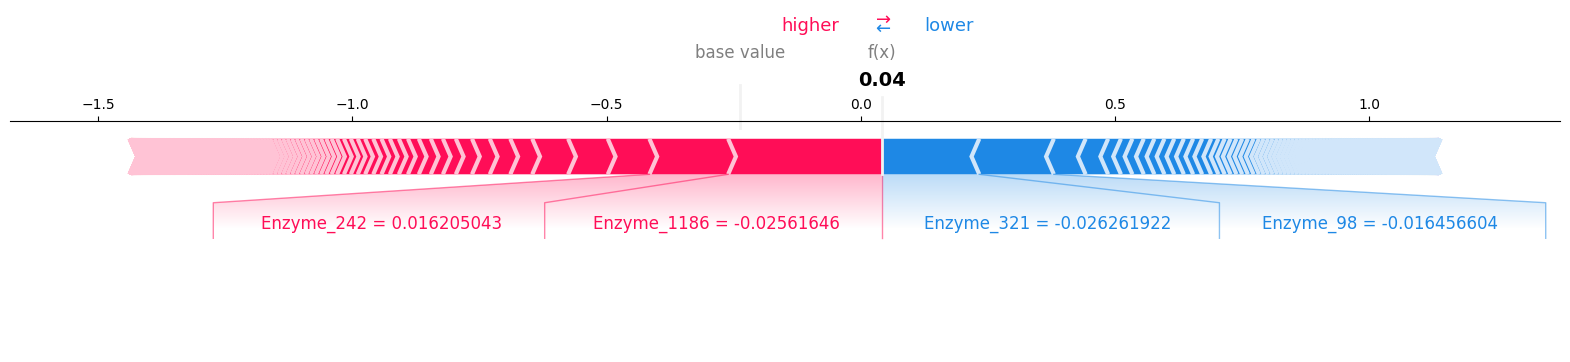 higher ⇄ lower
base value f(x)
0.04
−1.5 −1.0 −0.5 0.0 0.5 1.0
Enzyme_242 = 0.016205043 Enzyme_1186 = -0.02561646 Enzyme_321 = -0.026261922 Enzyme_98 = -0.016456604